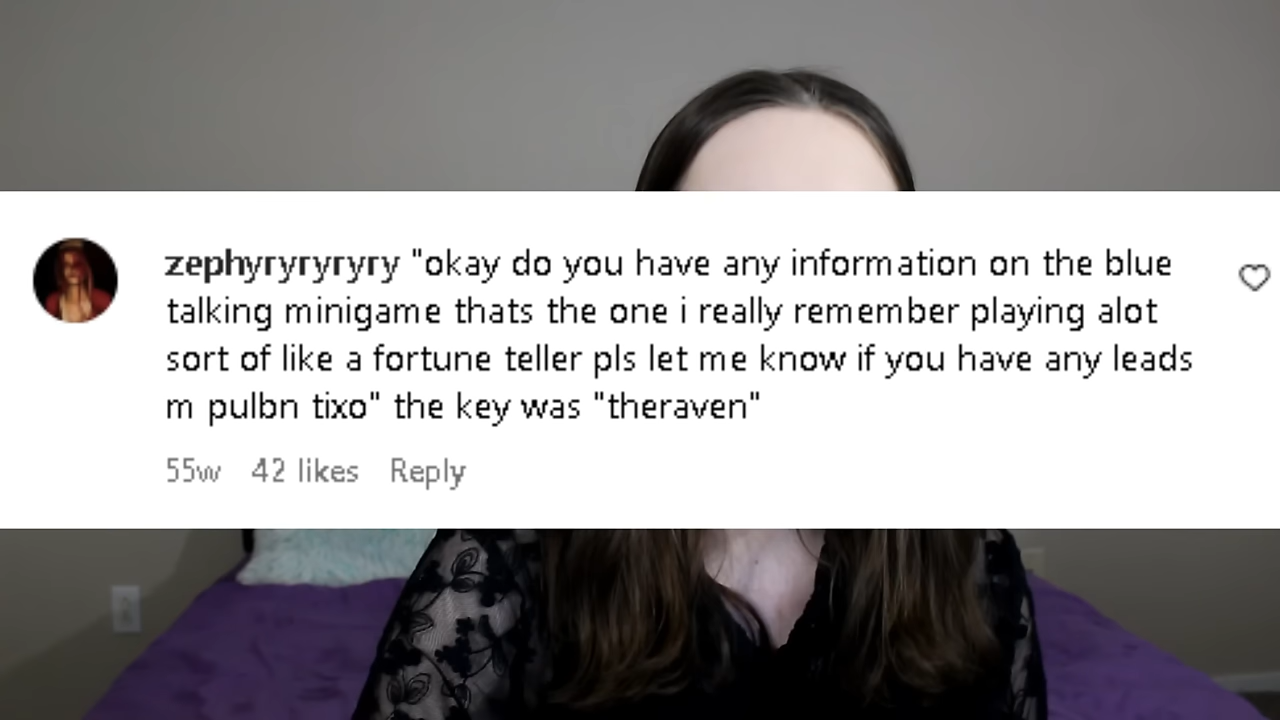 zephyryryryry "okay do you have any information on the blue
talking minigame thats the one i really remember playing alot
sort of like a fortune teller pls let me know if you have any leads
m pulbn tixo" the key was "theraven"
55w 42 likes Reply